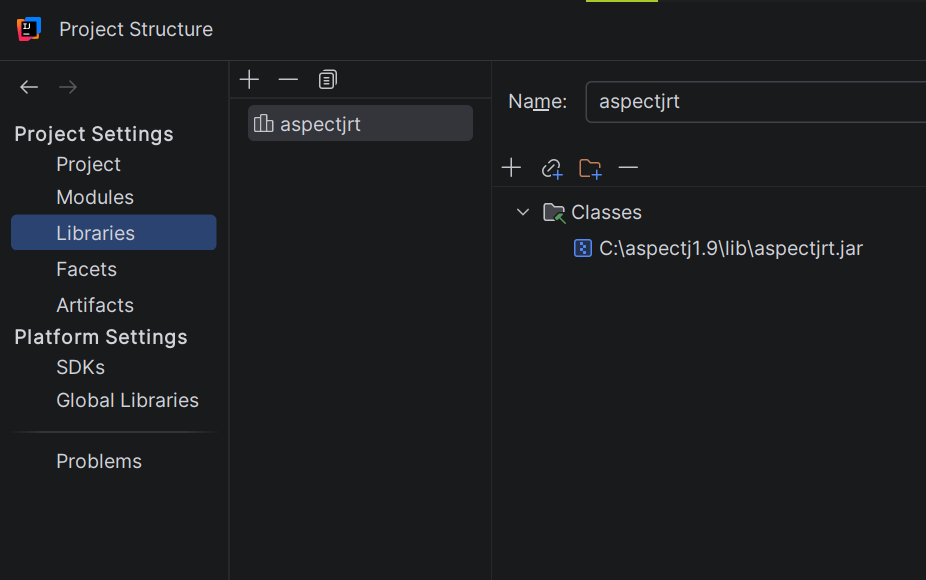 Project Structure
Project Settings
Project
Modules
Libraries
Facets
Artifacts
Platform Settings
SDKs
Global Libraries
Problems
aspectjrt
Name: aspectjrt
Classes
C:\aspectj1.9\lib\aspectjrt.jar